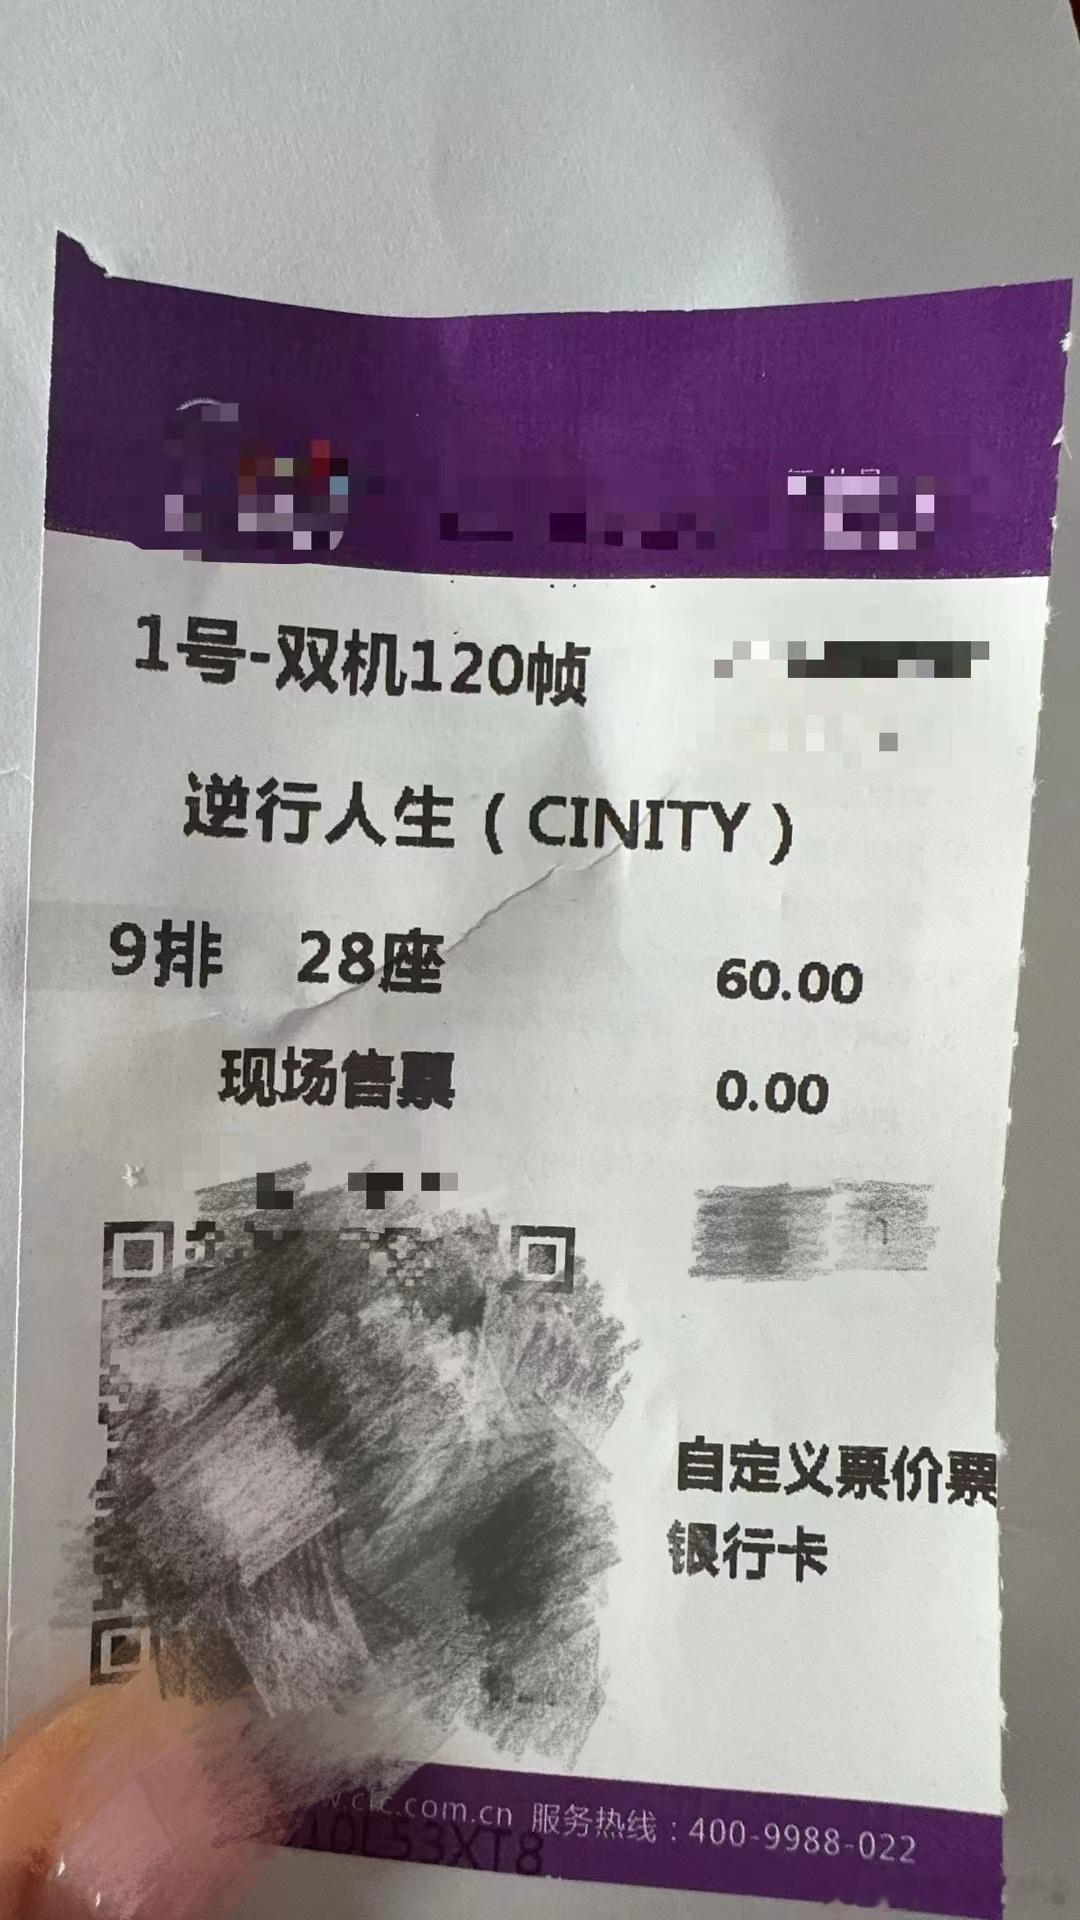 1号-双机120帧
逆行人生(CINITY)
9排 28座 60.00
现场售票 0.00
自定义票价票
银行卡
w.cfc.com.cn 服务热线:400-9988-022
10L53XT8